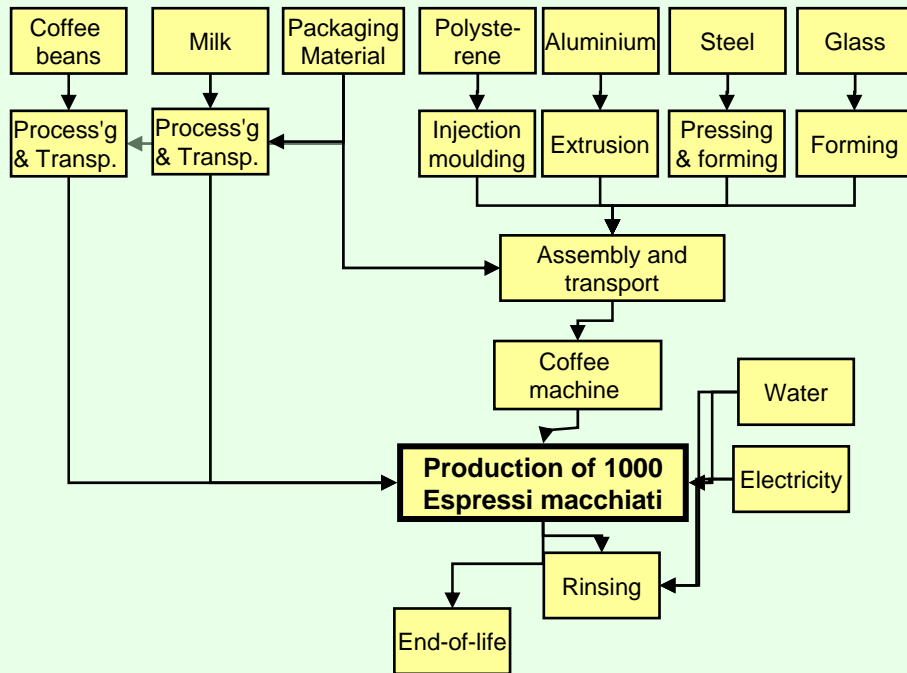 Coffee
beans
Milk
Packaging
Material
Polyste-
rene
Aluminium
Steel
Glass
Process'g
& Transp.
Process'g
& Transp.
Injection
moulding
Extrusion
Pressing
& forming
Forming
Assembly and
transport
Coffee
machine
Water
Production of 1000
Espressi macchiati
Electricity
Rinsing
End-of-life